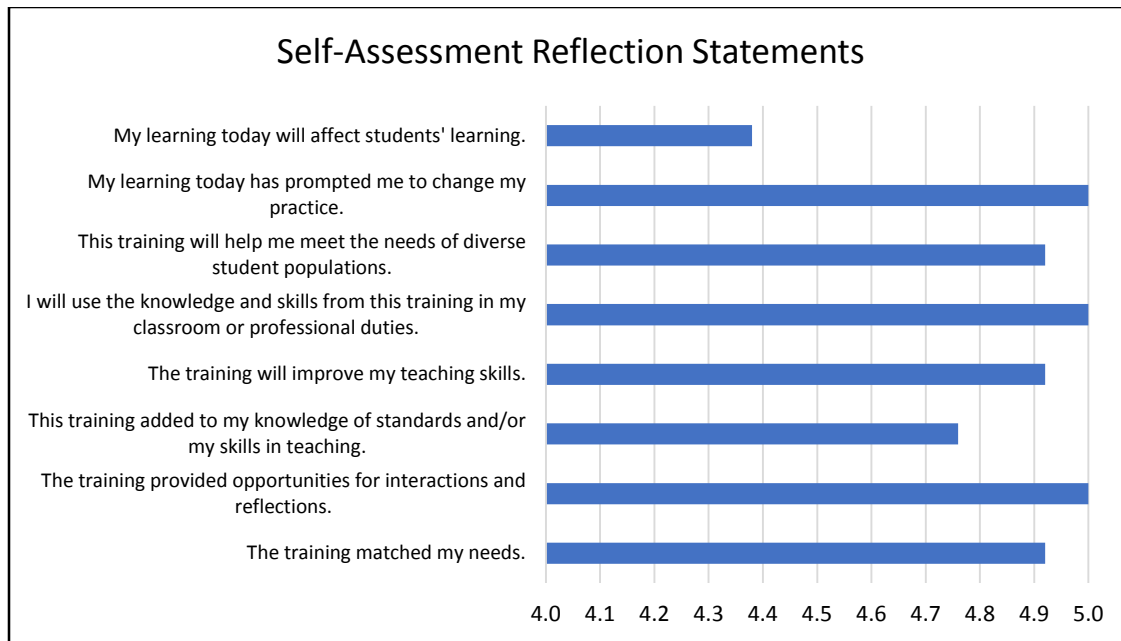 Self-Assessment Reflection Statements
My learning today will affect students' learning.
My learning today has prompted me to change my
practice.
This training will help me meet the needs of diverse
student populations.
I will use the knowledge and skills from this training in my
classroom or professional duties.
The training will improve my teaching skills.
This training added to my knowledge of standards and/or
my skills in teaching.
The training provided opportunities for interactions and
reflections.
The training matched my needs.
4.0 4.1 4.2 4.3 4.4 4.5 4.6 4.7 4.8 4.9 5.0